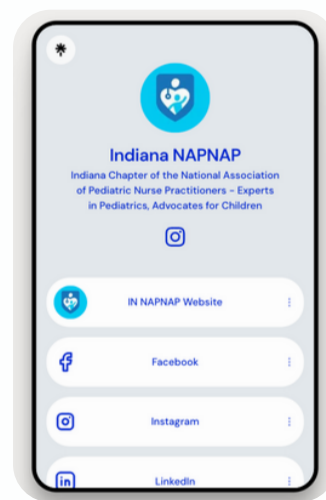 Indiana NAPNAP
Indiana Chapter of the National Association
of Pediatric Nurse Practitioners - Experts
in Pediatrics, Advocates for Children
IN NAPNAP Website
Facebook
Instagram
LinkedIn